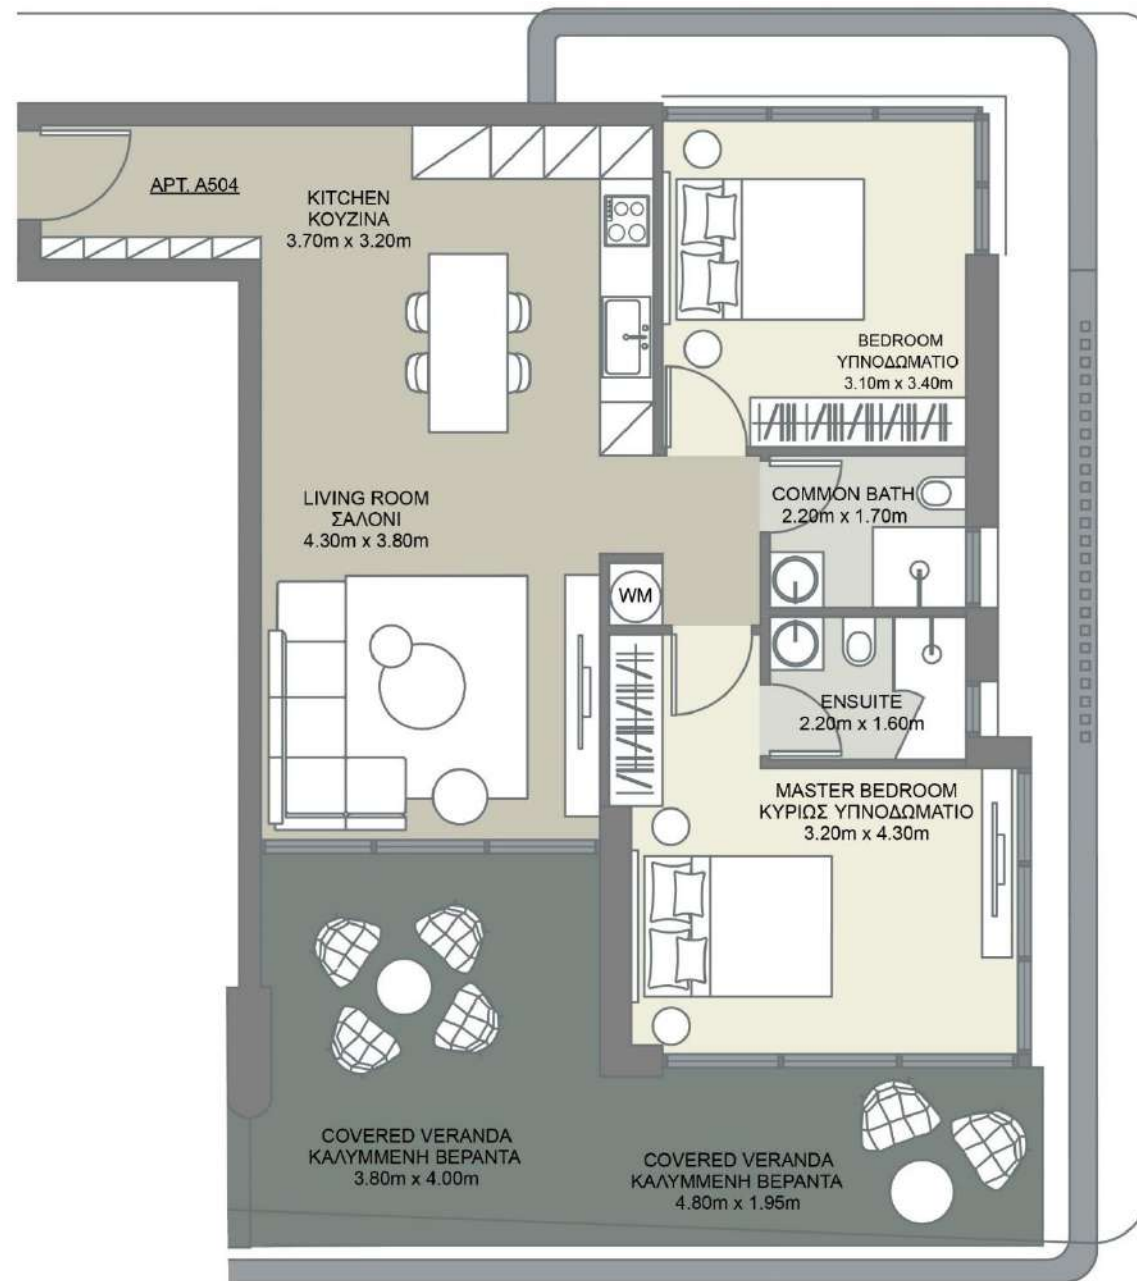 APT. A504
KITCHEN
ΚΟΥΖΙΝΑ
3.70m x 3.20m
BEDROOM
ΥΠΝΟΔΩΜΑΤΙΟ
3.10m x 3.40m
LIVING ROOM
ΣΑΛΟΝΙ
4.30m x 3.80m
COMMON BATH
2.20m x 1.70m
WM
ENSUITE
2.20m x 1.60m
MASTER BEDROOM
ΚΥΡΙΩΣ ΥΠΝΟΔΩΜΑΤΙΟ
3.20m x 4.30m
COVERED VERANDA
ΚΑΛΥΜΜΕΝΗ ΒΕΡΑΝΤΑ
3.80m x 4.00m
COVERED VERANDA
ΚΑΛΥΜΜΕΝΗ ΒΕΡΑΝΤΑ
4.80m x 1.95m